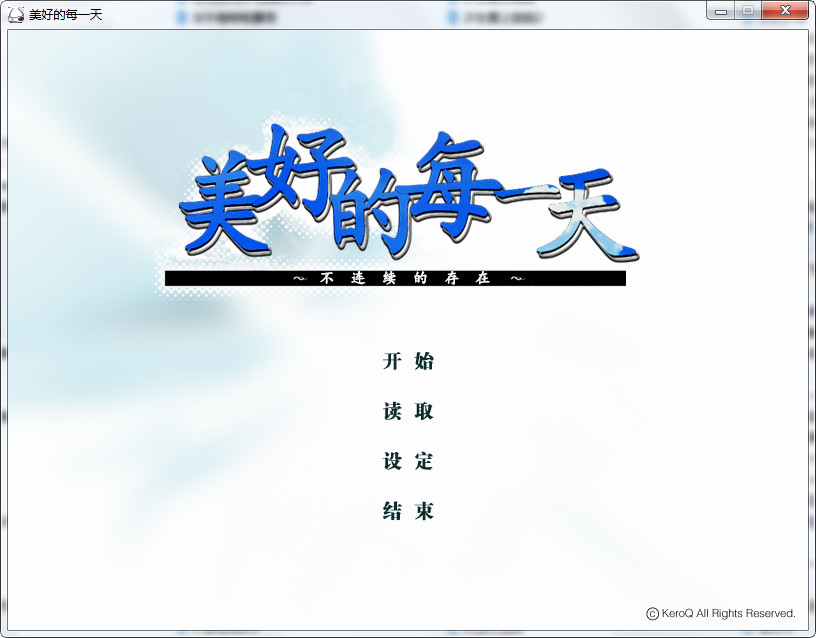 美好的每一天
美好的每一天
～不连续的存在～
开始
读取
设定
结束
© KeroQ All Rights Reserved.